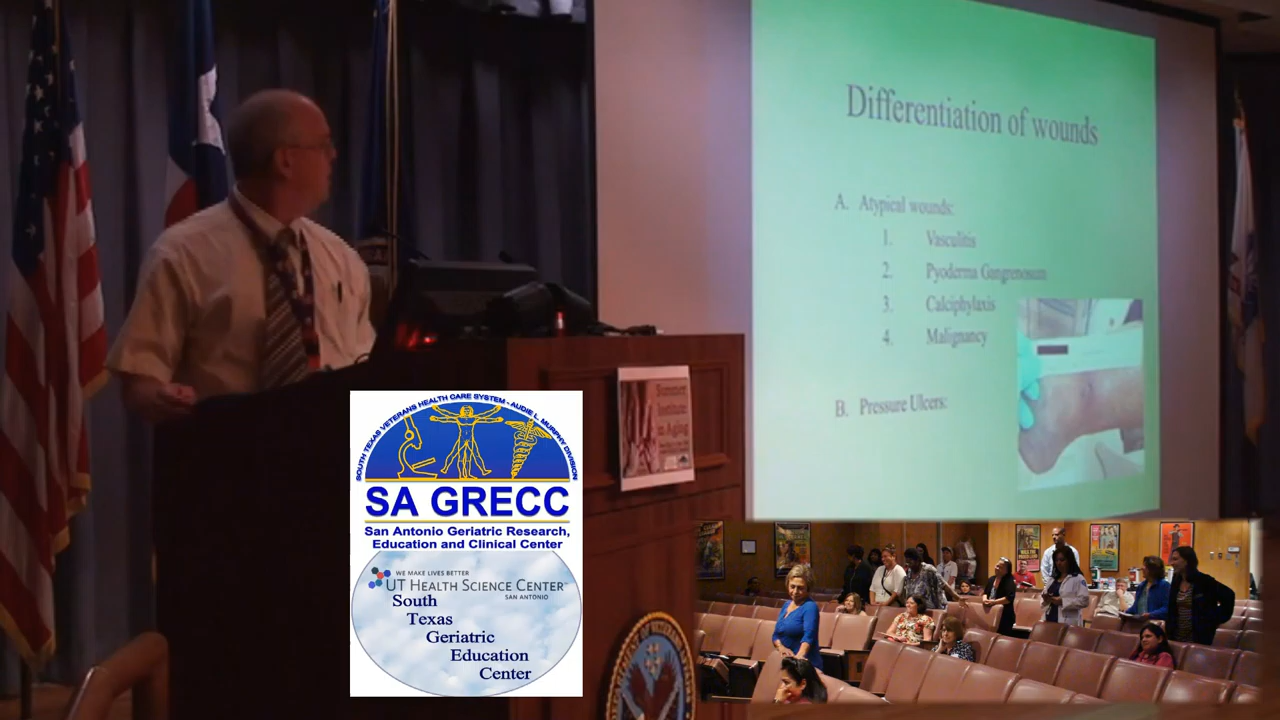 Differentiation of wounds
A. Atypical wounds:
1. Vasculitis
2. Pyoderma Gangrenosum
3. Calciphylaxis
4. Malignancy
B. Pressure Ulcers:
Summer
Institute
in Aging
SOUTH TEXAS VETERANS HEALTH CARE SYSTEM - AUDIE L. MURPHY DIVISION
SA GRECC
San Antonio Geriatric Research,
Education and Clinical Center
WE MAKE LIVES BETTER
UT HEALTH SCIENCE CENTER
SAN ANTONIO
South
Texas
Geriatric
Education
Center